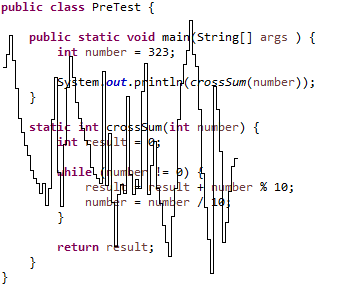 public class PreTest {
public static void main(String[] args ) {
int number = 323;
System.out.println(crossSum(number));
}
static int crossSum(int number) {
int result = 0;
while (number != 0) {
result = result + number % 10;
number = number / 10;
}
return result;
}
}